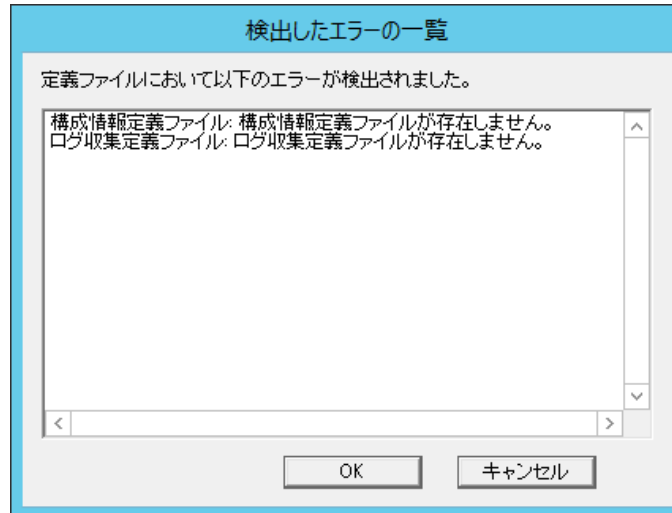 検出したエラーの一覧
定義ファイルにおいて以下のエラーが検出されました。
構成情報定義ファイル: 構成情報定義ファイルが存在しません。
ログ収集定義ファイル: ログ収集定義ファイルが存在しません。
OK
キャンセル